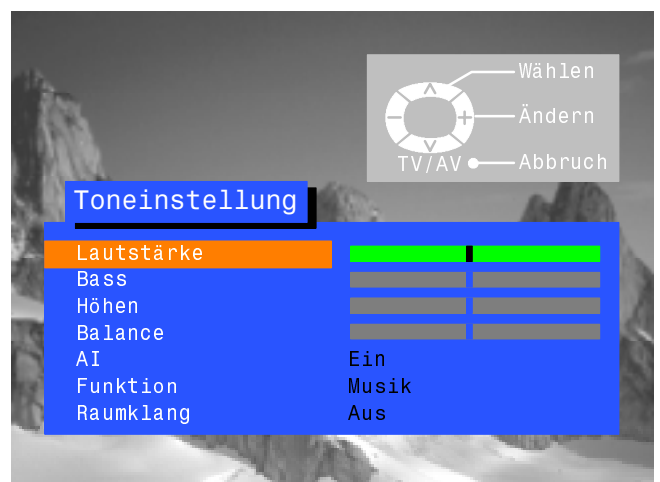 Wählen
Ändern
TV/AV Abbruch
Toneinstellung
Lautstärke
Bass
Höhen
Balance
AI Ein
Funktion Musik
Raumklang Aus